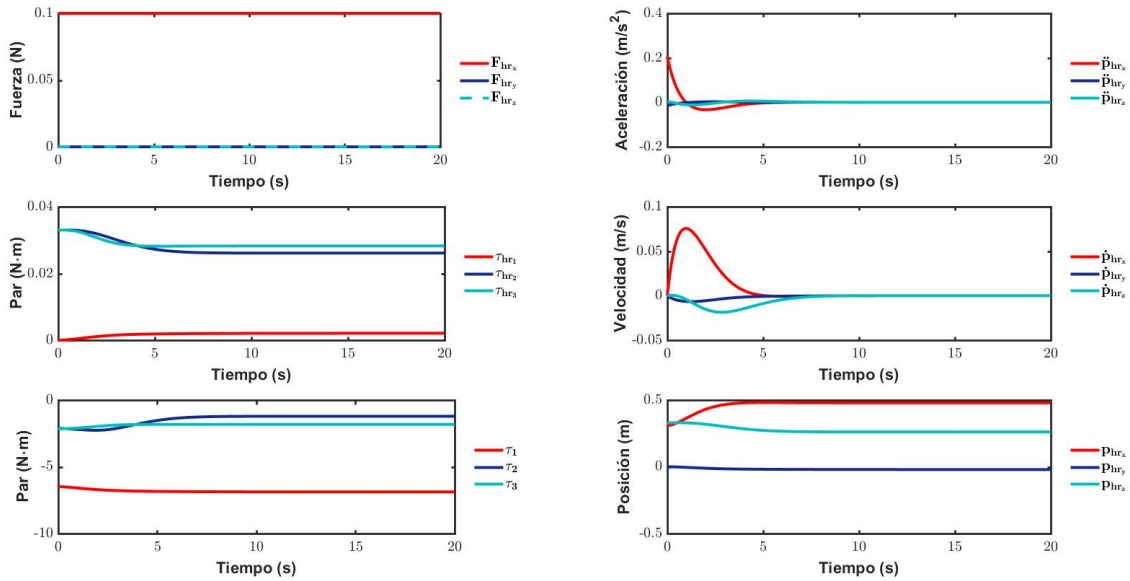 Fuerza (N)
0.1
0.05
0
0 5 10 15 20
Tiempo (s)
F_hr_x
F_hr_y
F_hr_z
Aceleración (m/s²)
0.4
0.2
0
-0.2
0 5 10 15 20
Tiempo (s)
p̈_hr_x
p̈_hr_y
p̈_hr_z
Par (N·m)
0.04
0.02
0
0 5 10 15 20
Tiempo (s)
τ_hr_1
τ_hr_2
τ_hr_3
Velocidad (m/s)
0.1
0.05
0
-0.05
0 5 10 15 20
Tiempo (s)
ṗ_hr_x
ṗ_hr_y
ṗ_hr_z
Par (N·m)
0
-5
-10
0 5 10 15 20
Tiempo (s)
τ_1
τ_2
τ_3
Posición (m)
0.5
0
-0.5
0 5 10 15 20
Tiempo (s)
p_hr_x
p_hr_y
p_hr_z